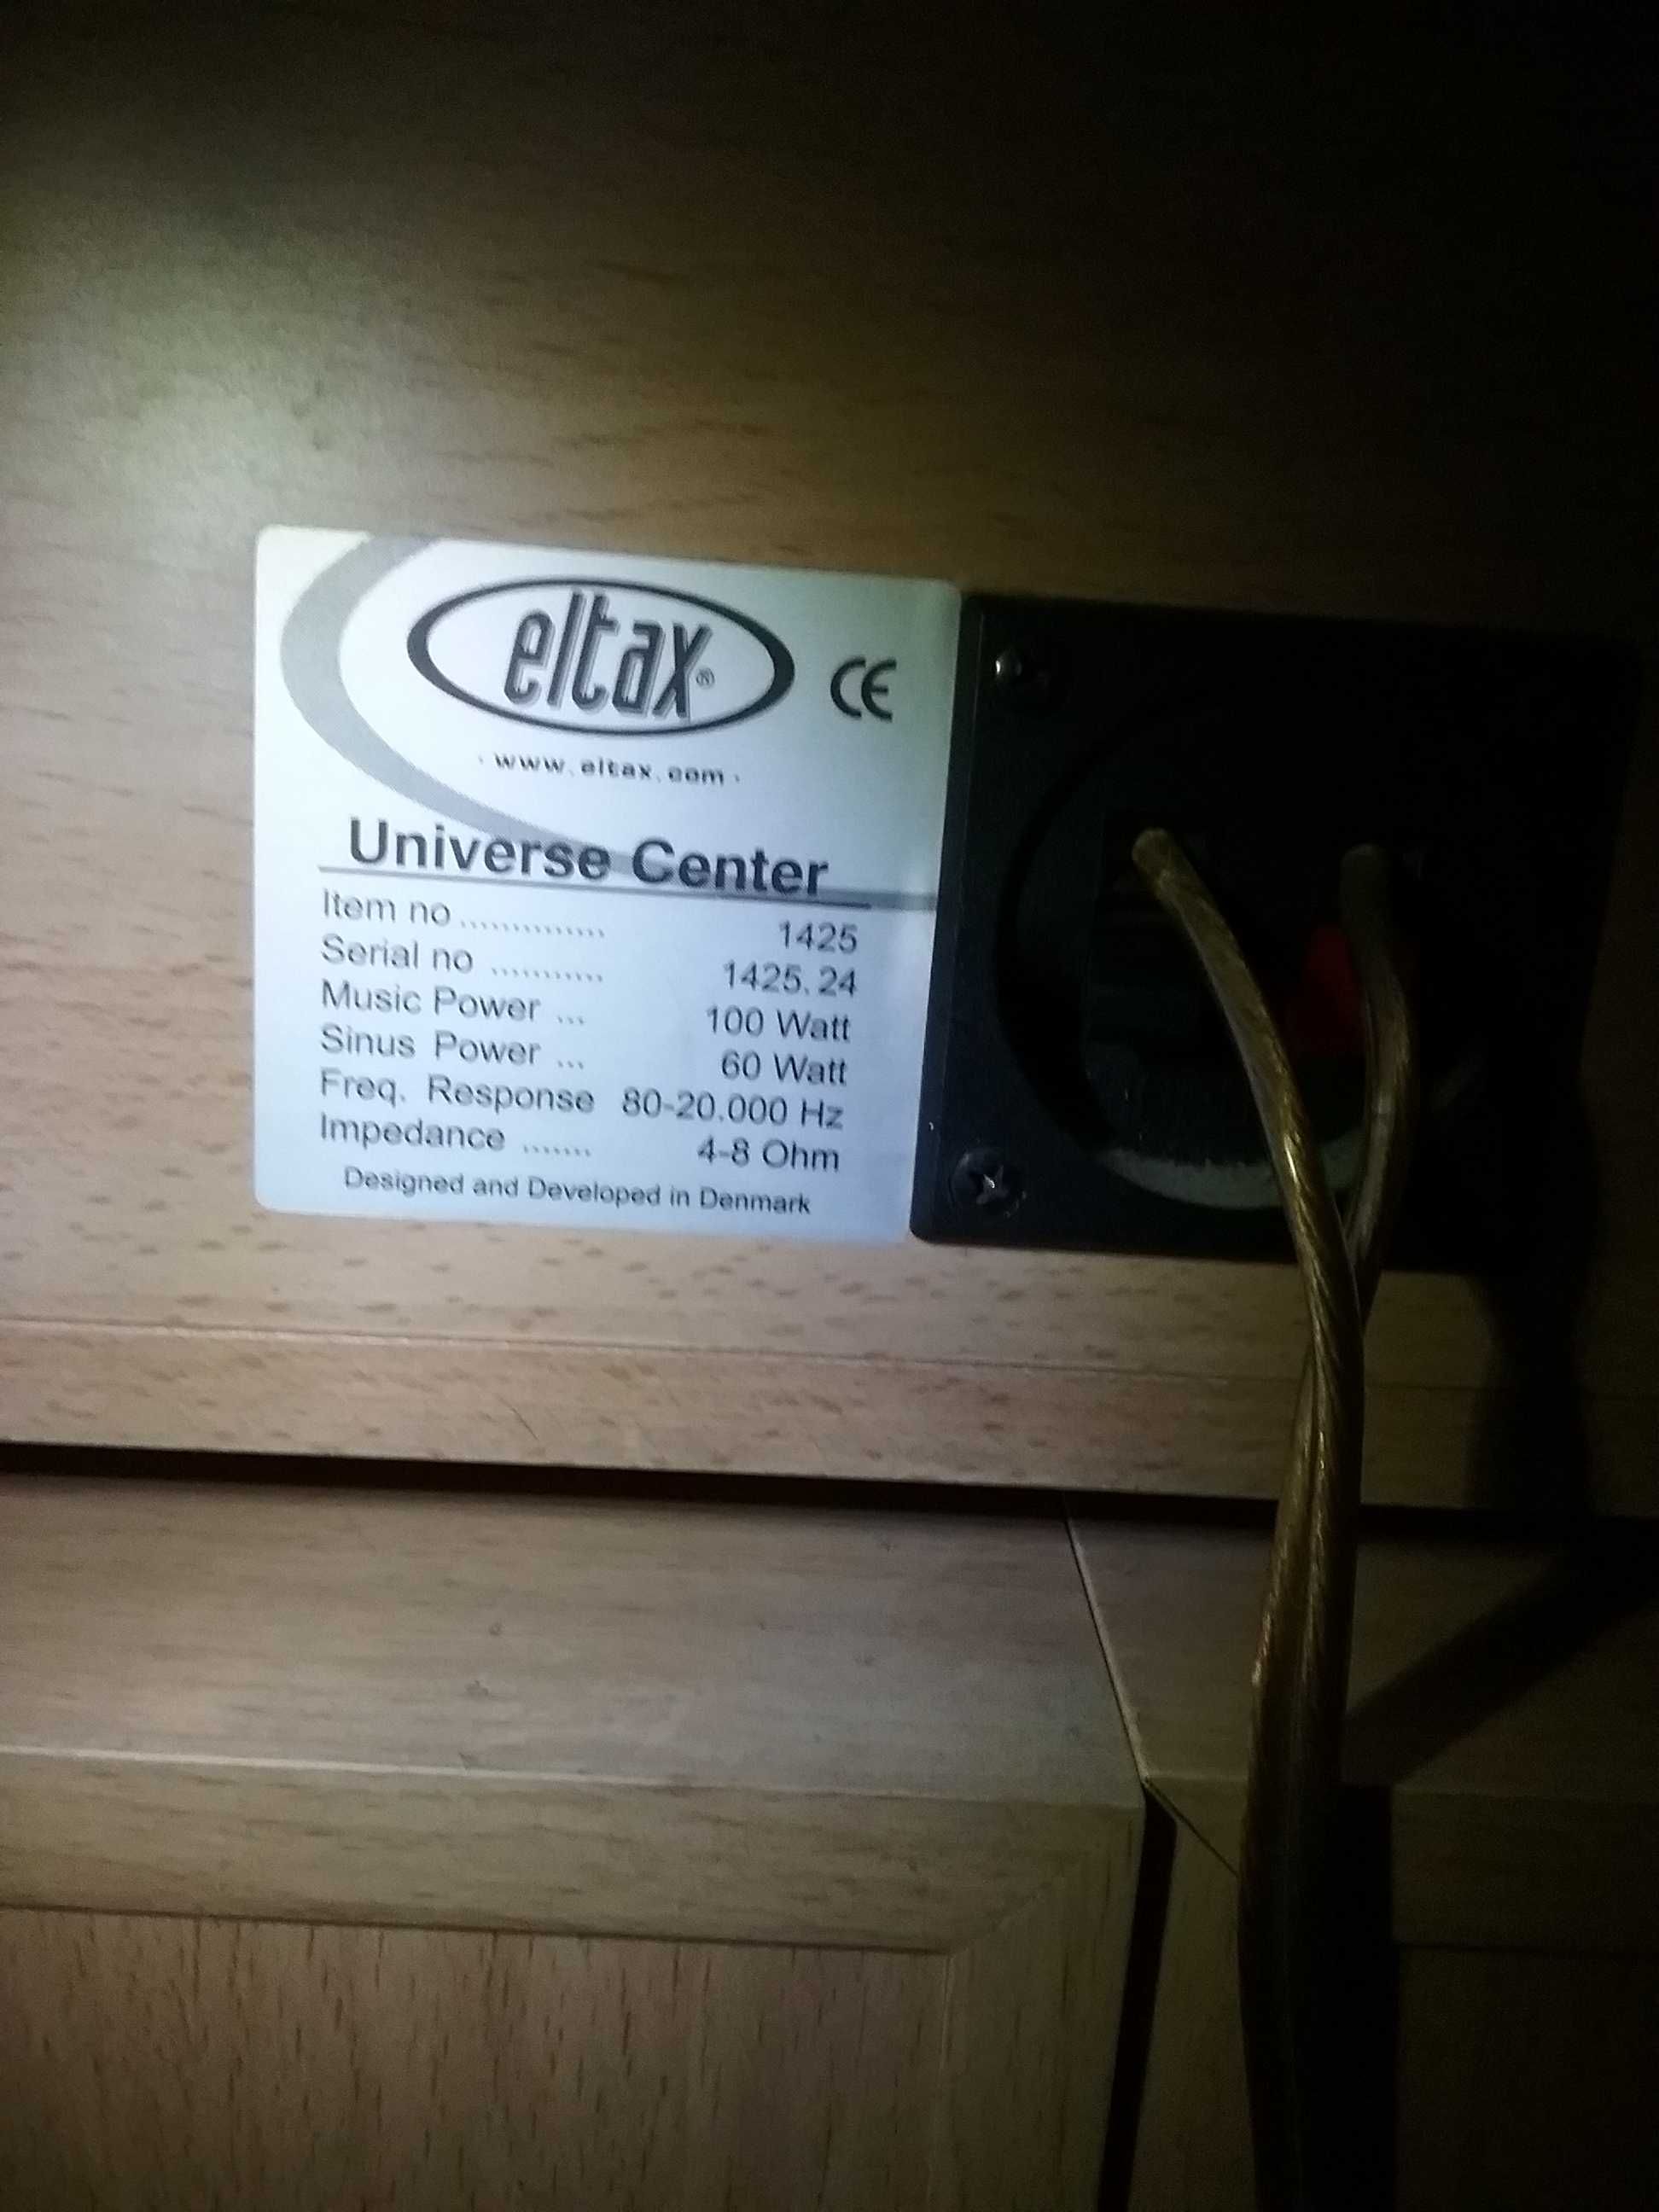 eltax®
CE
· www.eltax.com ·
Universe Center
Item no .............. 1425
Serial no ........... 1425.24
Music Power ... 100 Watt
Sinus Power ... 60 Watt
Freq. Response 80-20.000 Hz
Impedance ....... 4-8 Ohm
Designed and Developed in Denmark